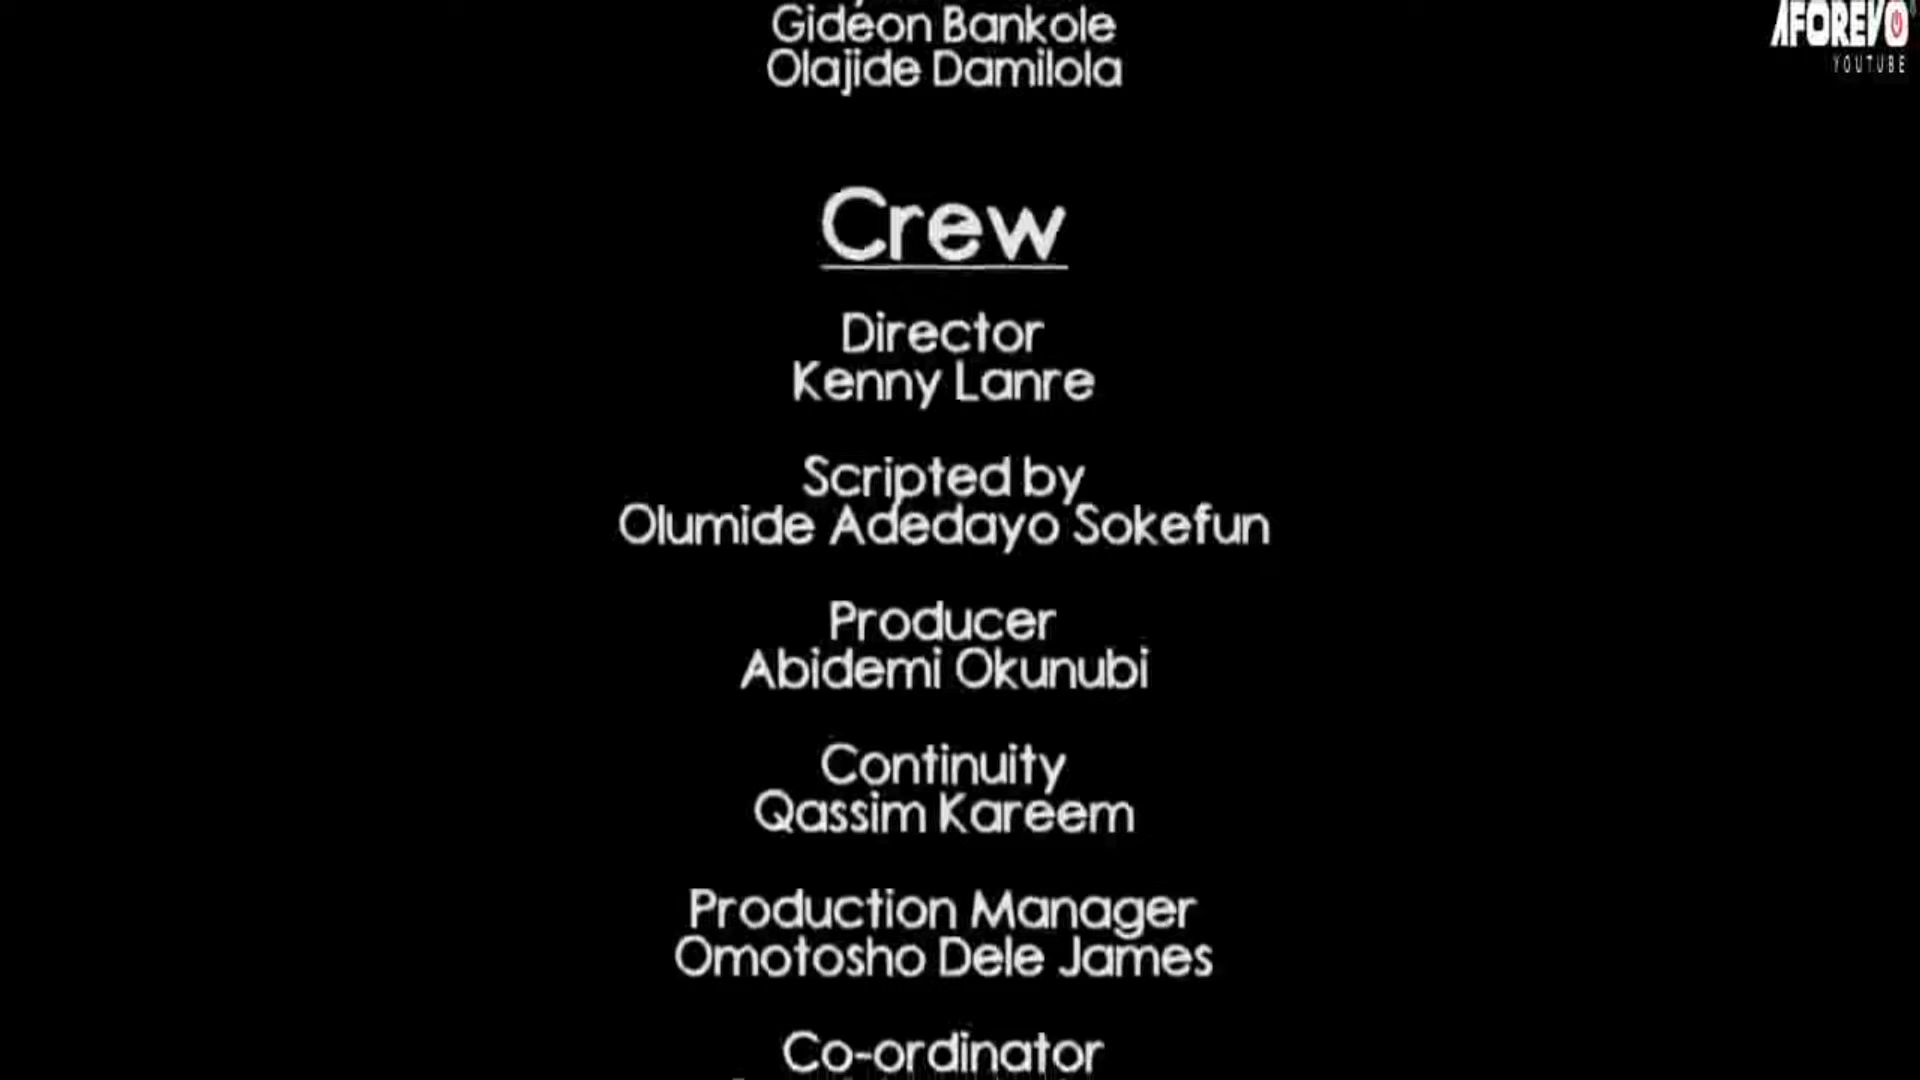 Gideon Bankole
Olajide Damilola
AFOREVO
YOUTUBE
Crew
Director
Kenny Lanre
Scripted by
Olumide Adedayo Sokefun
Producer
Abidemi Okunubi
Continuity
Qassim Kareem
Production Manager
Omotosho Dele James
Co-ordinator